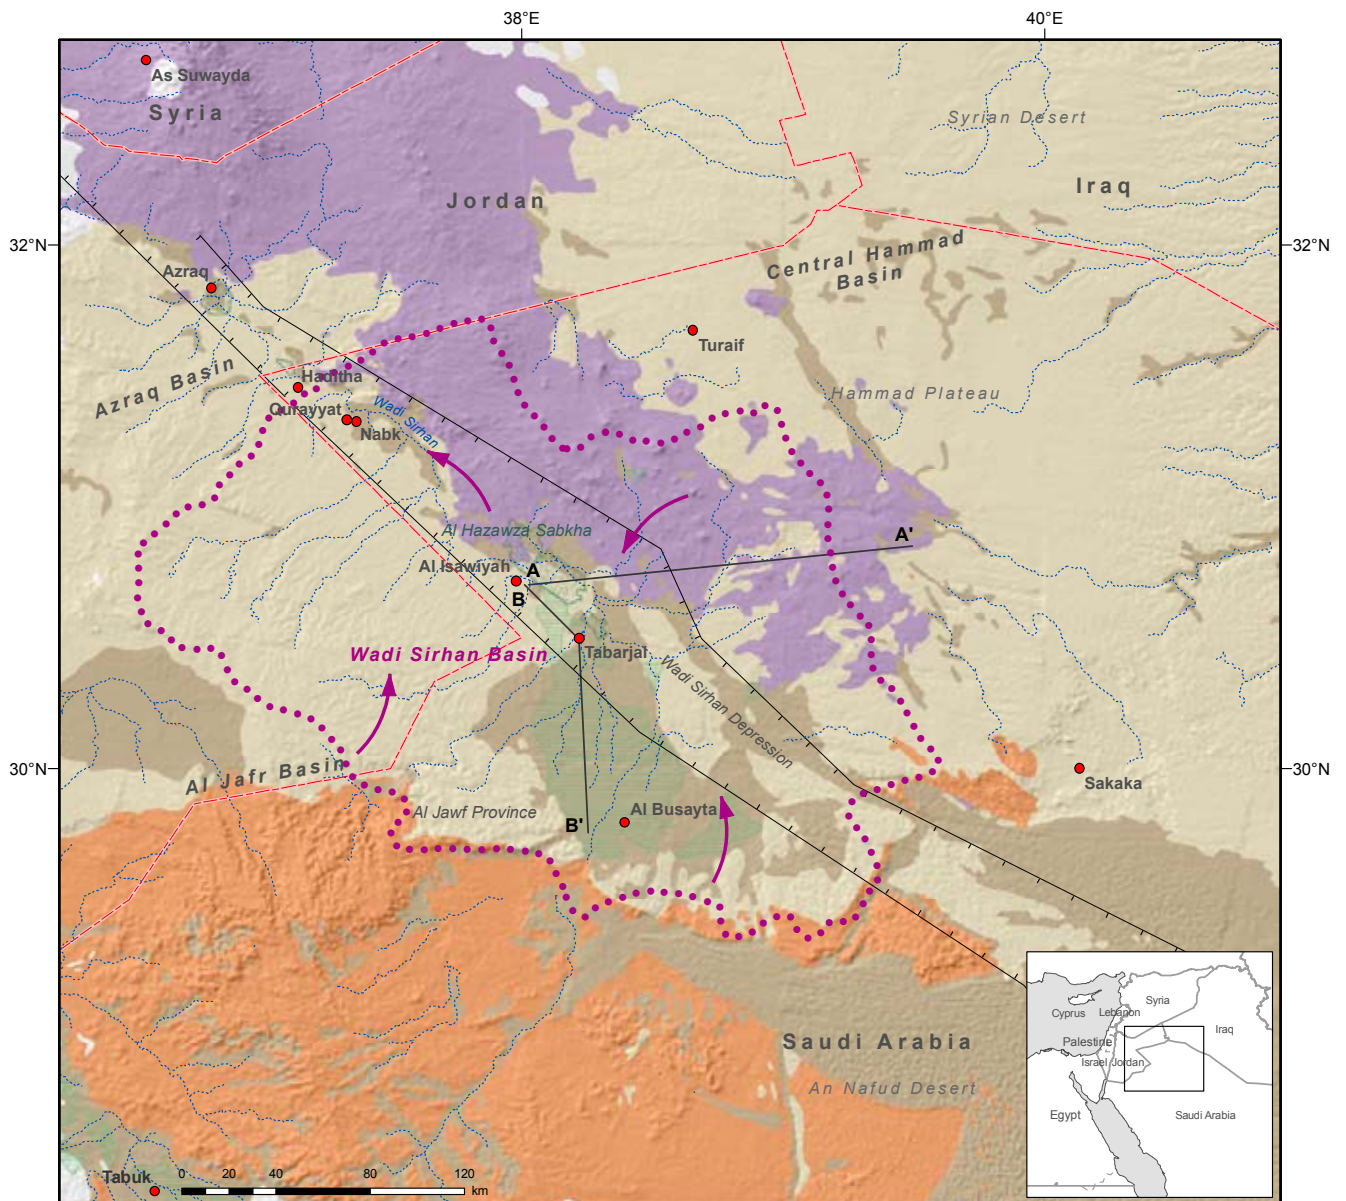 38°E
40°E
As Suwayda
Syria
Syrian Desert
Jordan
Iraq
32°N
32°N
Central Hammad
Basin
Azraq
Turaif
Azraq Basin
Haditha
Hammad Plateau
Qurayyat
Wadi Sirhan
Nabk
Al Hazawza Sabkha
A'
Al Isawiyah
A
B
Tabarjal
Wadi Sirhan Basin
Wadi Sirhan Depression
30°N
30°N
Al Jafr Basin
Sakaka
Al Jawf Province
Al Busayta
B'
Saudi Arabia
An Nafud Desert
Tabuk
0 20 40 80 120
km
Syria
Cyprus
Lebanon
Iraq
Palestine
Israel
Jordan
Egypt
Saudi Arabia